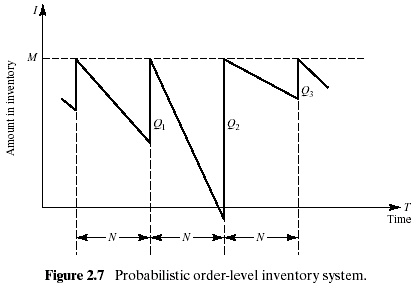 I
M
Amount in inventory
Q1
Q2
Q3
T
Time
N
N
N
Figure 2.7 Probabilistic order-level inventory system.